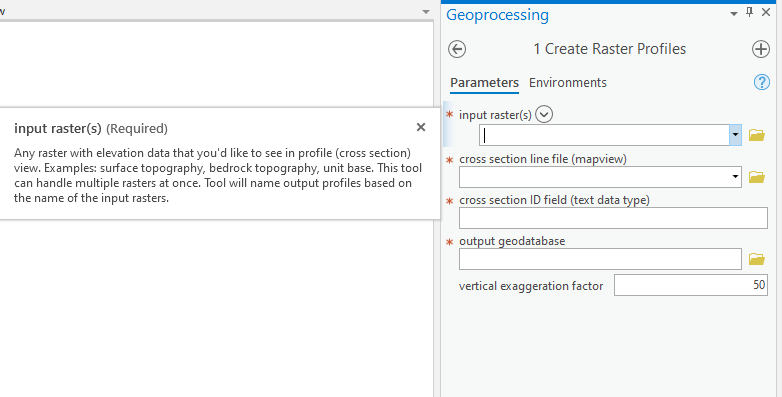 w
Geoprocessing
1 Create Raster Profiles
Parameters Environments
?
* input raster(s)
input raster(s) (Required)
Any raster with elevation data that you'd like to see in profile (cross section)
view. Examples: surface topography, bedrock topography, unit base. This tool
can handle multiple rasters at once. Tool will name output profiles based on
the name of the input rasters.
* cross section line file (mapview)
* cross section ID field (text data type)
* output geodatabase
vertical exaggeration factor 50